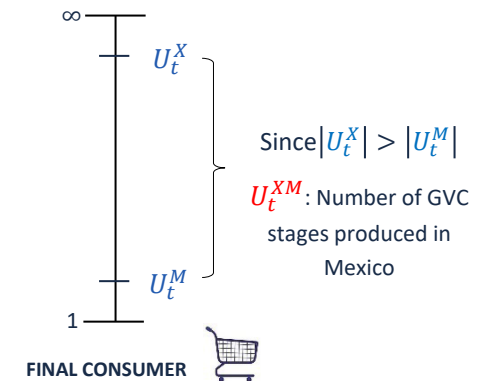 ∞
U_t^X
Since|U_t^X| > |U_t^M|
U_t^{XM}: Number of GVC
stages produced in
Mexico
U_t^M
1
FINAL CONSUMER